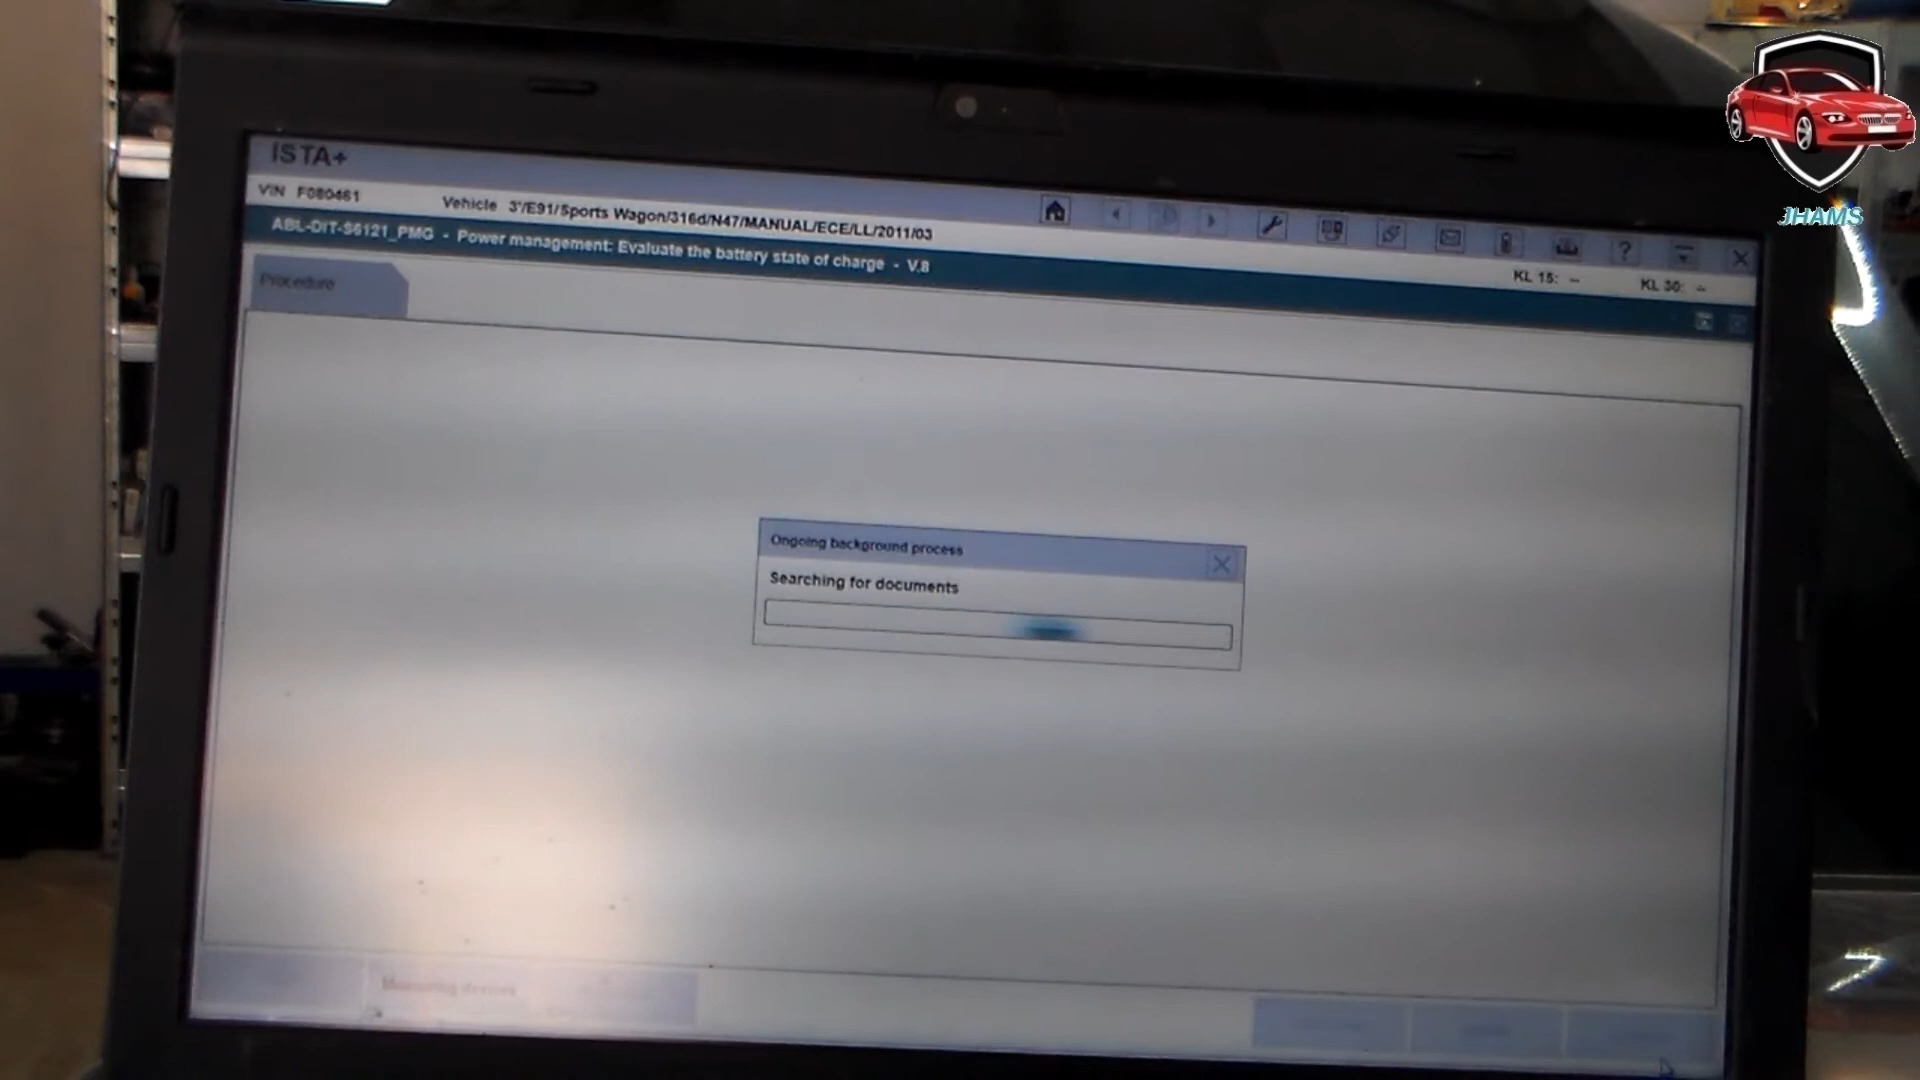 ISTA+
VIN F080461
Vehicle 3'/E91/Sports Wagon/316d/N47/MANUAL/ECE/LL/2011/03
KL 15: --
KL 30: --
ABL-DIT-S6121_PMG - Power management: Evaluate the battery state of charge - V.8
Procedure
Ongoing background process
Searching for documents
Measuring devices
JHAMS